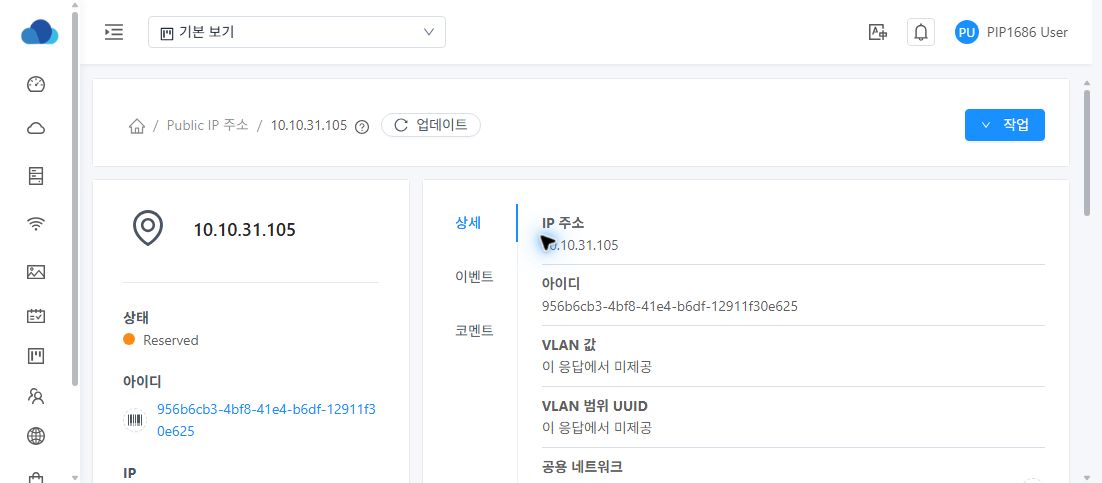 기본 보기
PU PIP1686 User
/ Public IP 주소 / 10.10.31.105 업데이트
작업
10.10.31.105
상태
Reserved
아이디
956b6cb3-4bf8-41e4-b6df-12911f3
0e625
IP
상세
이벤트
코멘트
IP 주소
10.10.31.105
아이디
956b6cb3-4bf8-41e4-b6df-12911f30e625
VLAN 값
이 응답에서 미제공
VLAN 범위 UUID
이 응답에서 미제공
공용 네트워크